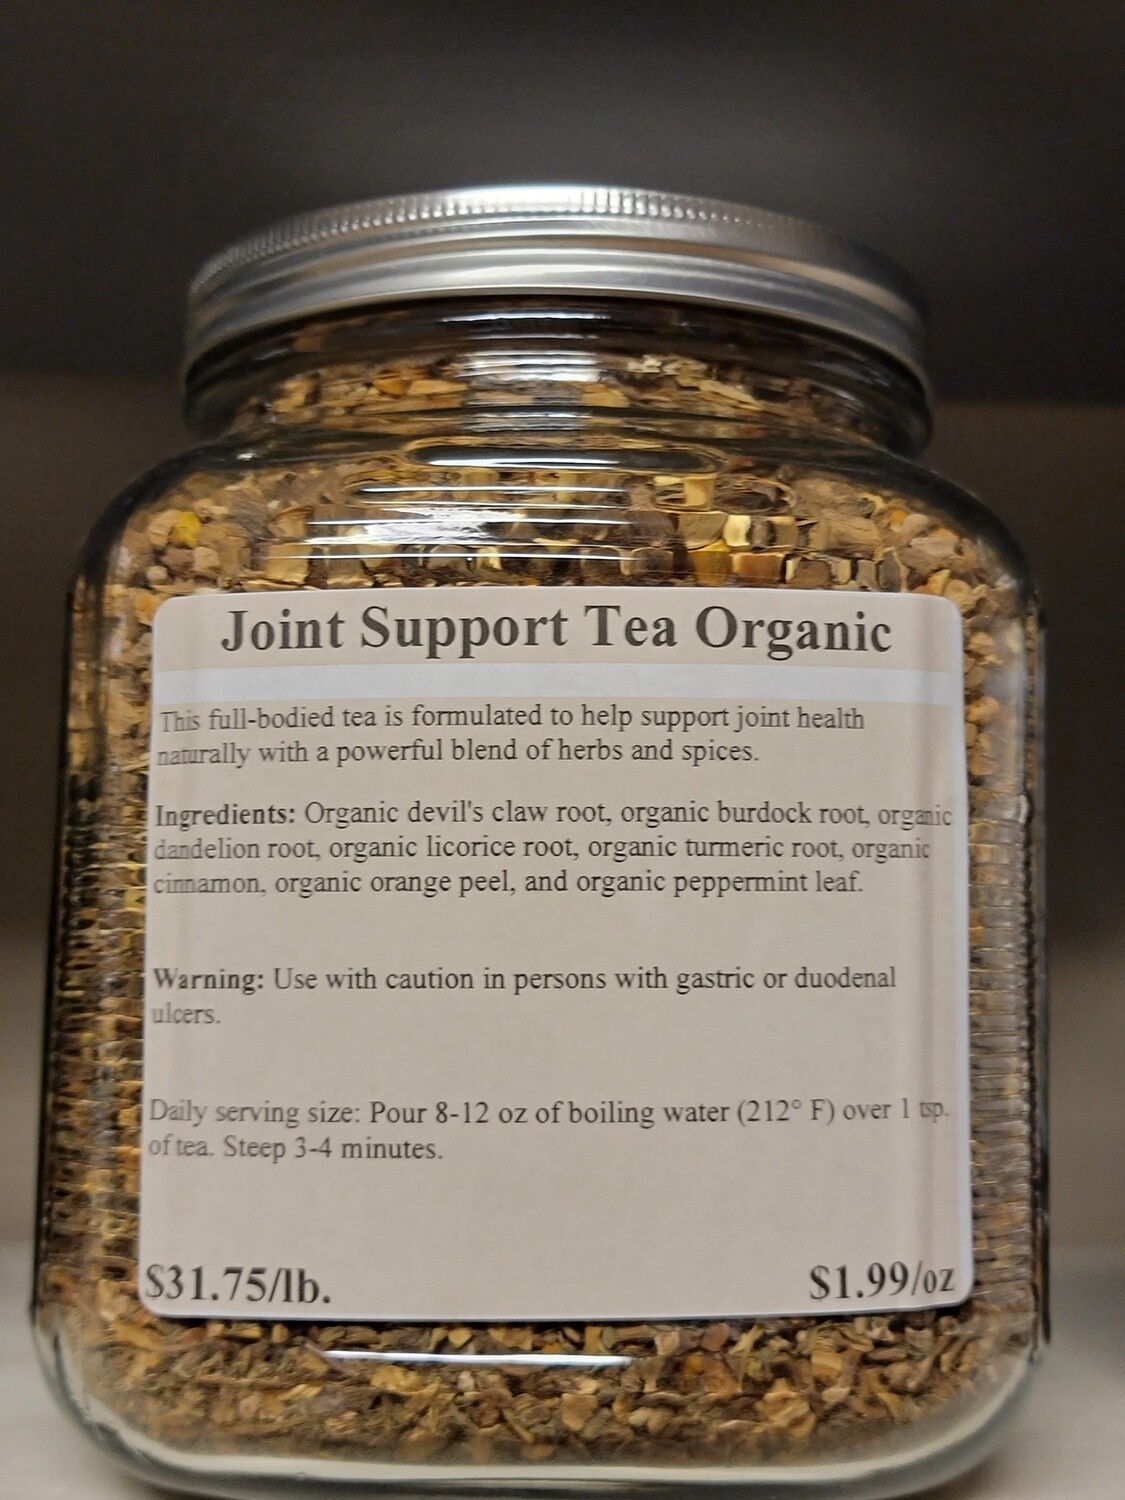 Joint Support Tea Organic
This full-bodied tea is formulated to help support joint health
naturally with a powerful blend of herbs and spices.
Ingredients: Organic devil's claw root, organic burdock root, organic
dandelion root, organic licorice root, organic turmeric root, organic
cinnamon, organic orange peel, and organic peppermint leaf.
Warning: Use with caution in persons with gastric or duodenal
ulcers.
Daily serving size: Pour 8-12 oz of boiling water (212° F) over 1 tsp.
of tea. Steep 3-4 minutes.
$31.75/lb. $1.99/oz